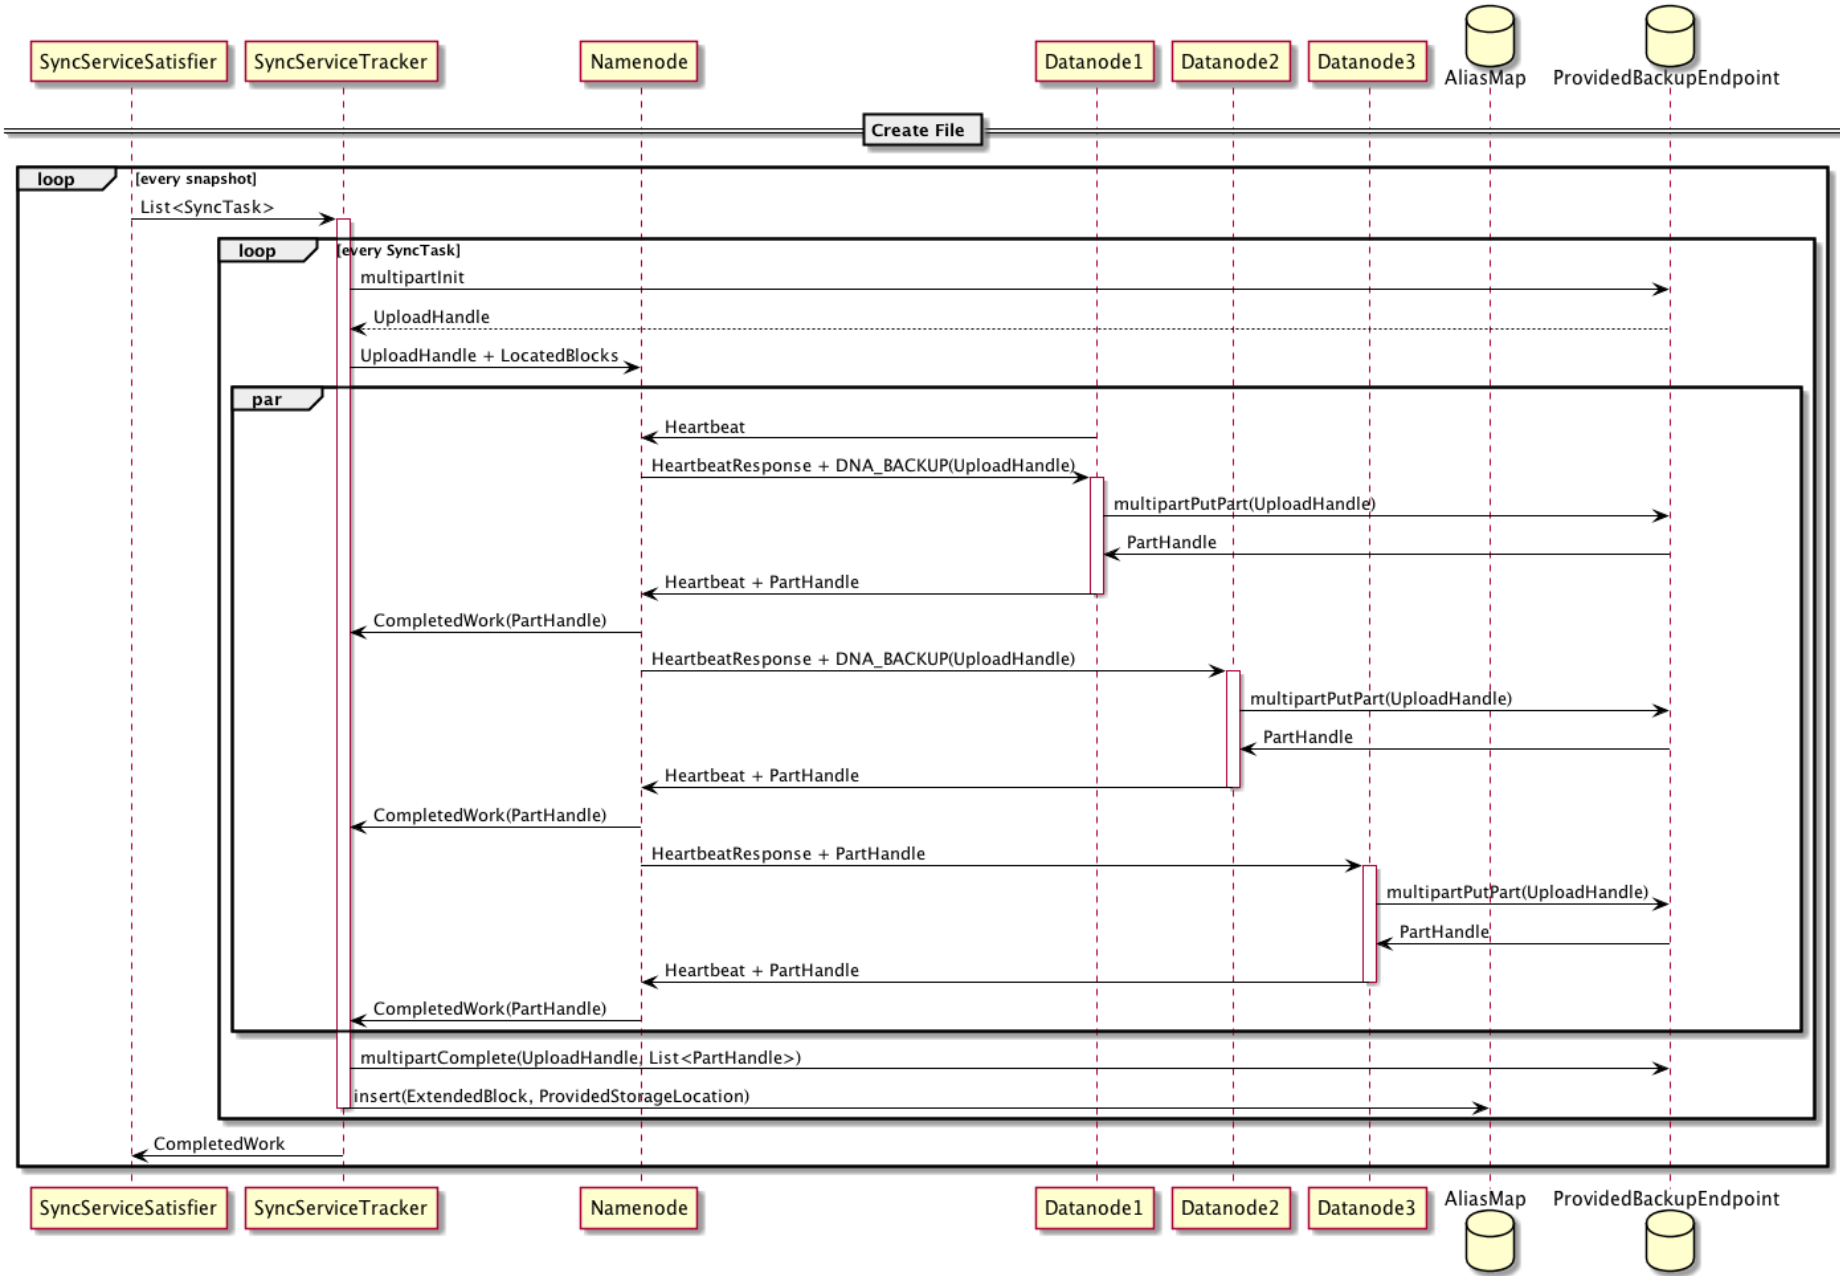 SyncServiceSatisfier
SyncServiceTracker
Namenode
Datanode1
Datanode2
Datanode3
AliasMap
ProvidedBackupEndpoint
Create File
loop
[every snapshot]
List<SyncTask>
loop
[every SyncTask]
multipartInit
UploadHandle
UploadHandle + LocatedBlocks
par
Heartbeat
HeartbeatResponse + DNA_BACKUP(UploadHandle)
multipartPutPart(UploadHandle)
PartHandle
Heartbeat + PartHandle
CompletedWork(PartHandle)
HeartbeatResponse + DNA_BACKUP(UploadHandle)
multipartPutPart(UploadHandle)
PartHandle
Heartbeat + PartHandle
CompletedWork(PartHandle)
HeartbeatResponse + PartHandle
multipartPutPart(UploadHandle)
PartHandle
Heartbeat + PartHandle
CompletedWork(PartHandle)
multipartComplete(UploadHandle, List<PartHandle>)
insert(ExtendedBlock, ProvidedStorageLocation)
CompletedWork
SyncServiceSatisfier
SyncServiceTracker
Namenode
Datanode1
Datanode2
Datanode3
AliasMap
ProvidedBackupEndpoint